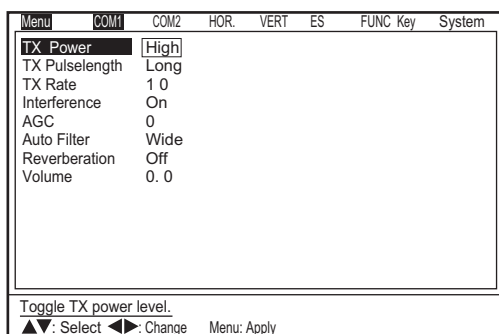 Menu COM1 COM2 HOR. VERT ES FUNC Key System
TX Power High
TX Pulselength Long
TX Rate 1 0
Interference On
AGC 0
Auto Filter Wide
Reverberation Off
Volume 0. 0
Toggle TX power level.
▲▼: Select ◀▶: Change Menu: Apply